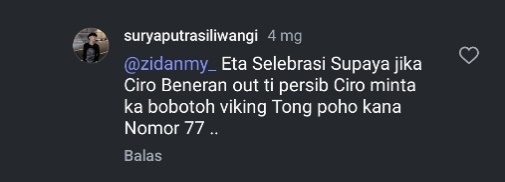 suryaputrasiliwangi 4 mg
@zidanmy_ Eta Selebrasi Supaya jika
Ciro Beneran out ti persib Ciro minta
ka bobotoh viking Tong poho kana
Nomor 77 ..
Balas